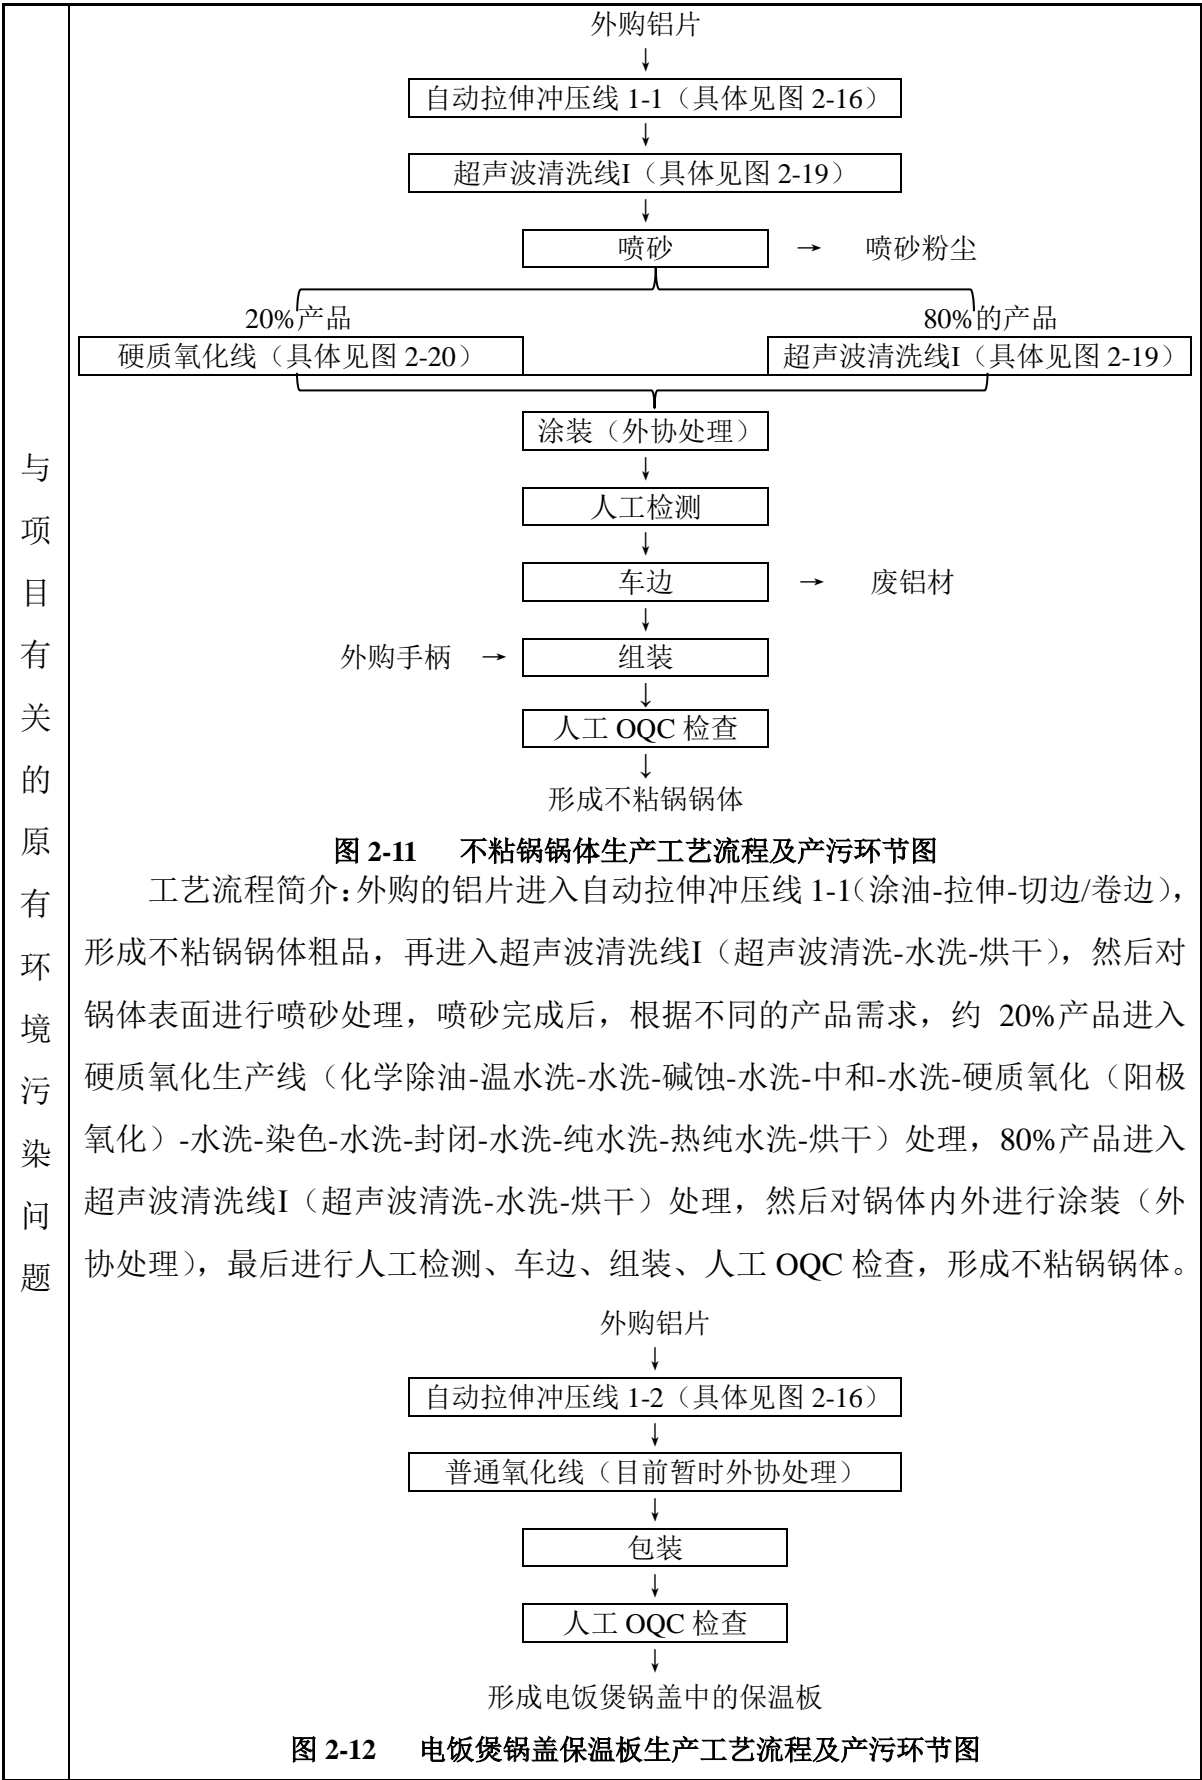 与
项
目
有
关
的
原
有
环
境
污
染
问
题
外购铝片
↓
自动拉伸冲压线 1-1（具体见图 2-16）
↓
超声波清洗线I（具体见图 2-19）
↓
喷砂 → 喷砂粉尘
20%产品 80%的产品
硬质氧化线（具体见图 2-20） 超声波清洗线I（具体见图 2-19）
涂装（外协处理）
↓
人工检测
↓
车边 → 废铝材
↓
外购手柄 → 组装
↓
人工 OQC 检查
↓
形成不粘锅锅体
图 2-11 不粘锅锅体生产工艺流程及产污环节图
工艺流程简介：外购的铝片进入自动拉伸冲压线 1-1（涂油-拉伸-切边/卷边），
形成不粘锅锅体粗品，再进入超声波清洗线I（超声波清洗-水洗-烘干），然后对
锅体表面进行喷砂处理，喷砂完成后，根据不同的产品需求，约 20%产品进入
硬质氧化生产线（化学除油-温水洗-水洗-碱蚀-水洗-中和-水洗-硬质氧化（阳极
氧化）-水洗-染色-水洗-封闭-水洗-纯水洗-热纯水洗-烘干）处理，80%产品进入
超声波清洗线I（超声波清洗-水洗-烘干）处理，然后对锅体内外进行涂装（外
协处理），最后进行人工检测、车边、组装、人工 OQC 检查，形成不粘锅锅体。
外购铝片
↓
自动拉伸冲压线 1-2（具体见图 2-16）
↓
普通氧化线（目前暂时外协处理）
↓
包装
↓
人工 OQC 检查
↓
形成电饭煲锅盖中的保温板
图 2-12 电饭煲锅盖保温板生产工艺流程及产污环节图